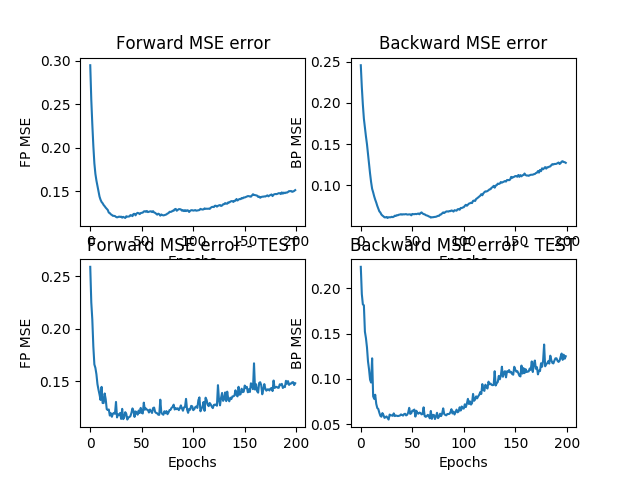 Forward MSE error
Backward MSE error
0.30
0.25
0.20
0.15
FP MSE
0 50 100 150 200
Epochs
0.25
0.20
0.15
0.10
BP MSE
0 50 100 150 200
Epochs
Forward MSE error - TEST
Backward MSE error - TEST
0.25
0.20
0.15
FP MSE
0 50 100 150 200
Epochs
0.20
0.15
0.10
0.05
BP MSE
0 50 100 150 200
Epochs